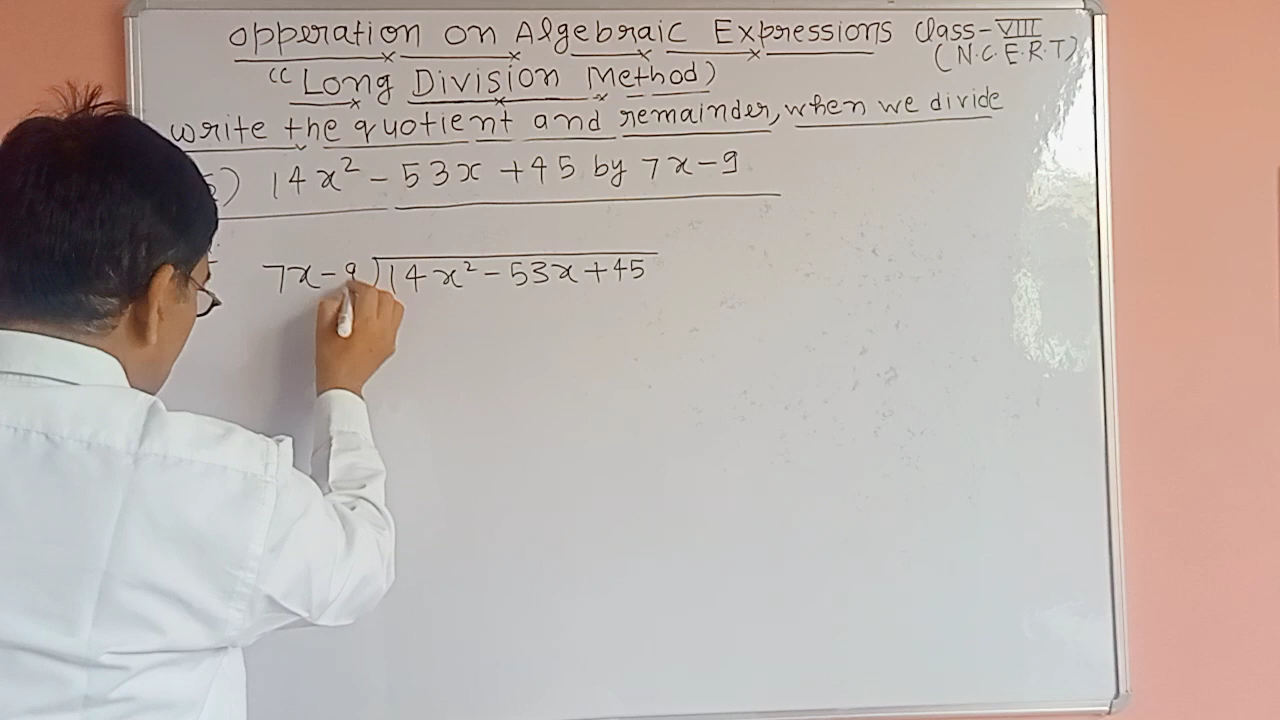 Opperation on Algebraic Expressions Class-VIII
(N.C.E.R.T)
"Long Division Method)
write the quotient and remainder, when we divide
) 14x² - 53x + 45 by 7x - 9
7x - 9) 14x² - 53x + 45